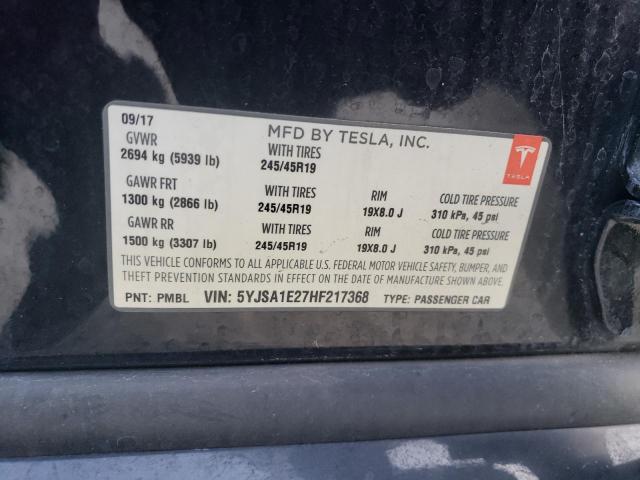 09/17
MFD BY TESLA, INC.
GVWR
2694 kg (5939 lb)
WITH TIRES
245/45R19
TESLA
GAWR FRT
1300 kg (2866 lb)
WITH TIRES
245/45R19
RIM
19X8.0 J
COLD TIRE PRESSURE
310 kPa, 45 psi
GAWR RR
1500 kg (3307 lb)
WITH TIRES
245/45R19
RIM
19X8.0 J
COLD TIRE PRESSURE
310 kPa, 45 psi
THIS VEHICLE CONFORMS TO ALL APPLICABLE U.S. FEDERAL MOTOR VEHICLE SAFETY, BUMPER, AND
THEFT PREVENTION STANDARDS IN EFFECT ON THE DATE OF MANUFACTURE SHOWN ABOVE.
PNT: PMBL VIN: 5YJSA1E27HF217368 TYPE: PASSENGER CAR